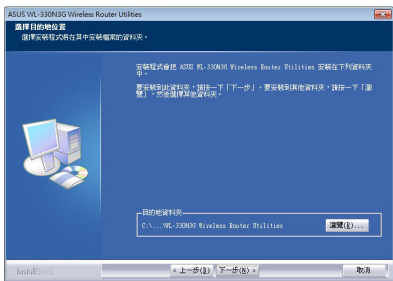 ASUS WL-330N3G Wireless Router Utilities
選擇目的地位置
選擇安裝程式將在其中安裝檔案的資料夾。
安裝程式會把 ASUS WL-330N3G Wireless Router Utilities 安裝在下列資料夾
中。
要安裝到此資料夾，請按一下「下一步」。要安裝到其他資料夾，請按一下「瀏
覽」，然後選擇其他資料夾。
目的地資料夾
C:\...\WL-330N3G Wireless Router Utilities
瀏覽(R)...
InstallShield
< 上一步(B)
下一步(N) >
取消